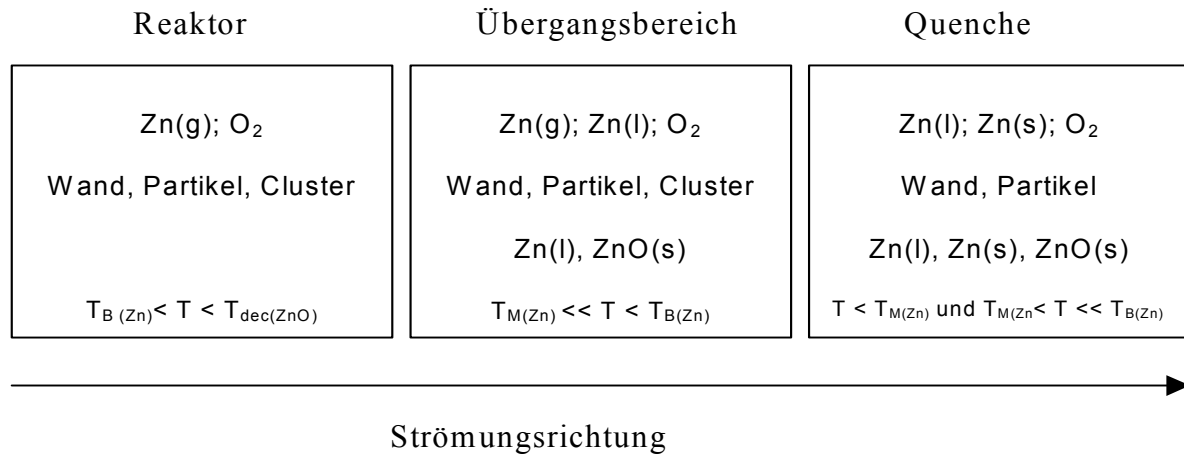 Reaktor
Zn(g); O₂
Wand, Partikel, Cluster
T_B (Zn) < T < T_dec(ZnO)
Übergangsbereich
Zn(g); Zn(l); O₂
Wand, Partikel, Cluster
Zn(l), ZnO(s)
T_M(Zn) << T < T_B(Zn)
Quenche
Zn(l); Zn(s); O₂
Wand, Partikel
Zn(l), Zn(s), ZnO(s)
T < T_M(Zn) und T_M(Zn < T << T_B(Zn)
Strömungsrichtung